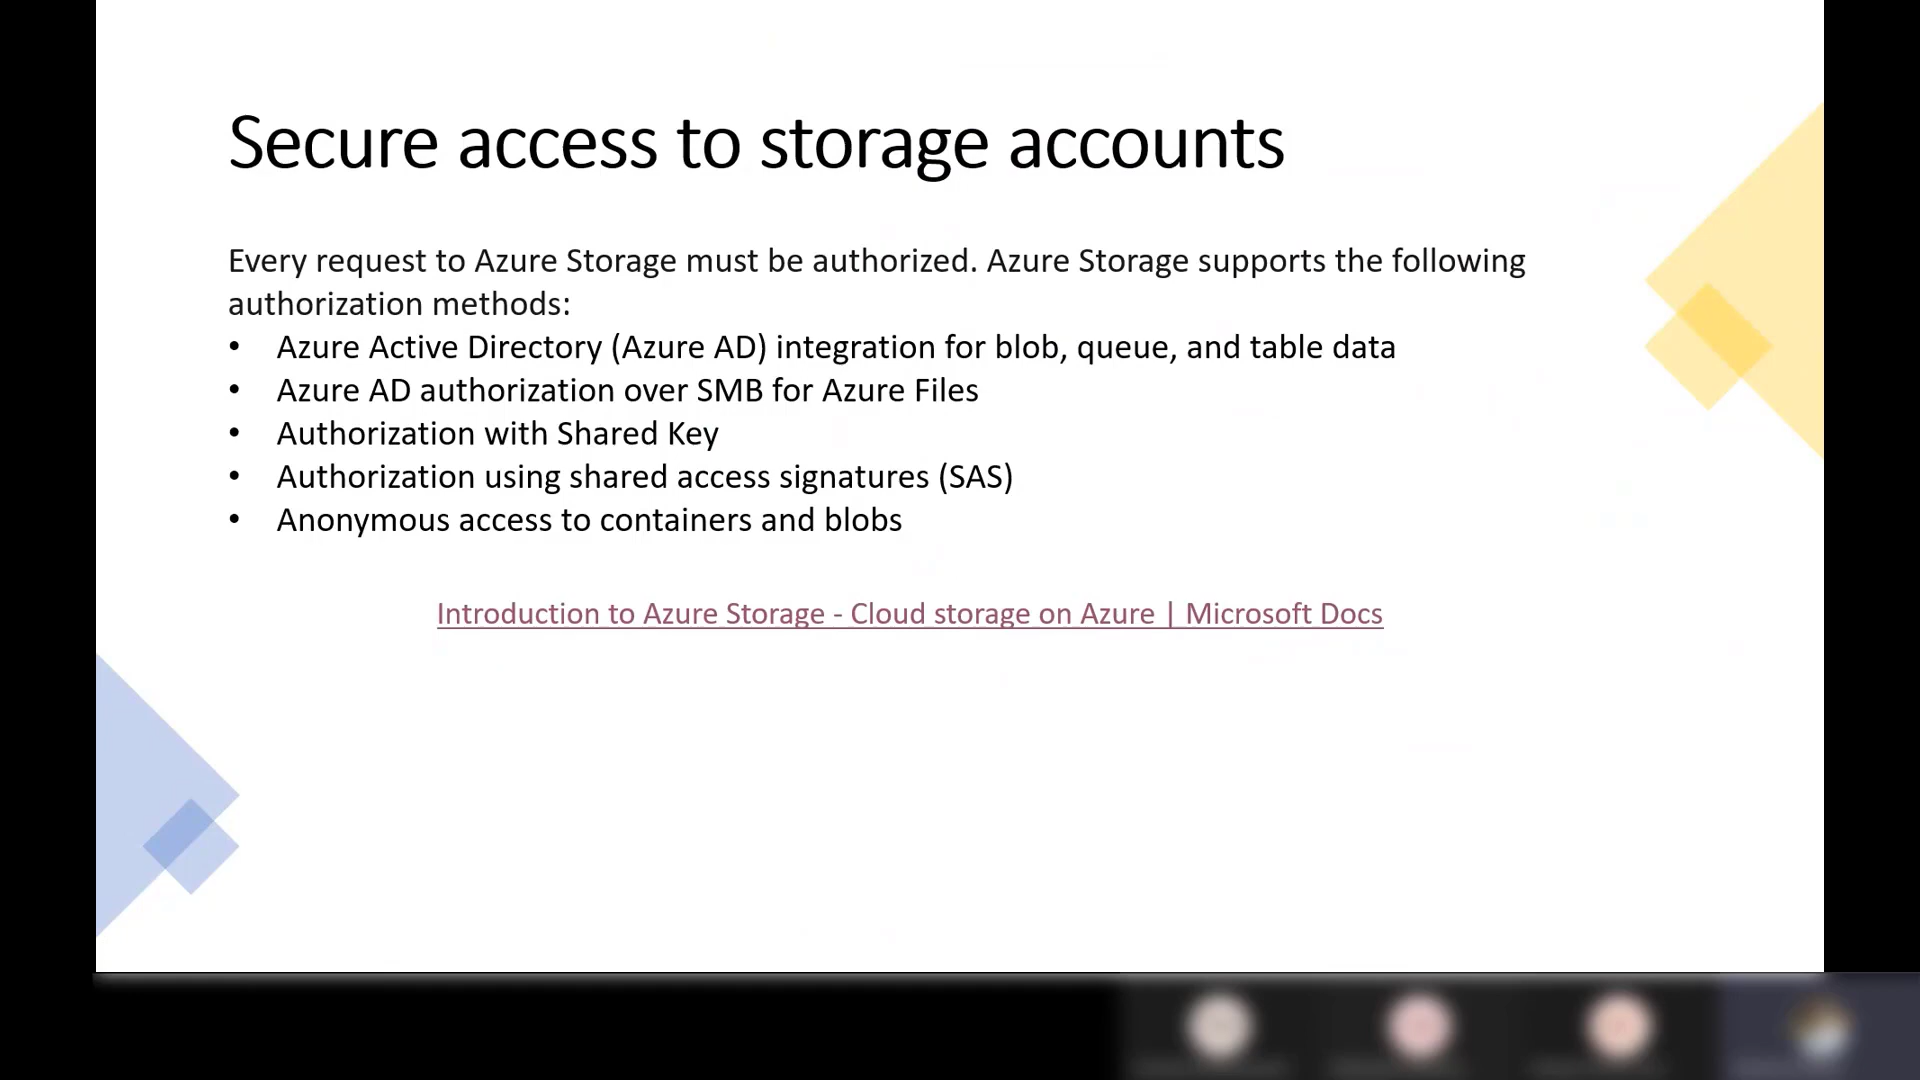 Secure access to storage accounts
Every request to Azure Storage must be authorized. Azure Storage supports the following
authorization methods:
• Azure Active Directory (Azure AD) integration for blob, queue, and table data
• Azure AD authorization over SMB for Azure Files
• Authorization with Shared Key
• Authorization using shared access signatures (SAS)
• Anonymous access to containers and blobs
Introduction to Azure Storage - Cloud storage on Azure | Microsoft Docs